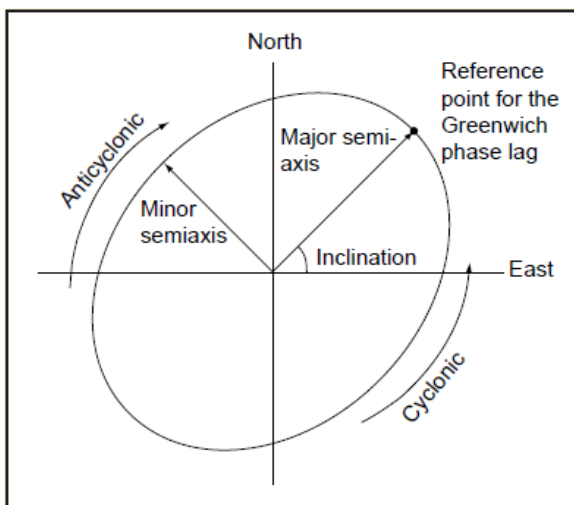 North
Reference
point for the
Greenwich
phase lag
Major semi-
axis
Anticyclonic
Minor
semiaxis
Inclination
East
Cyclonic